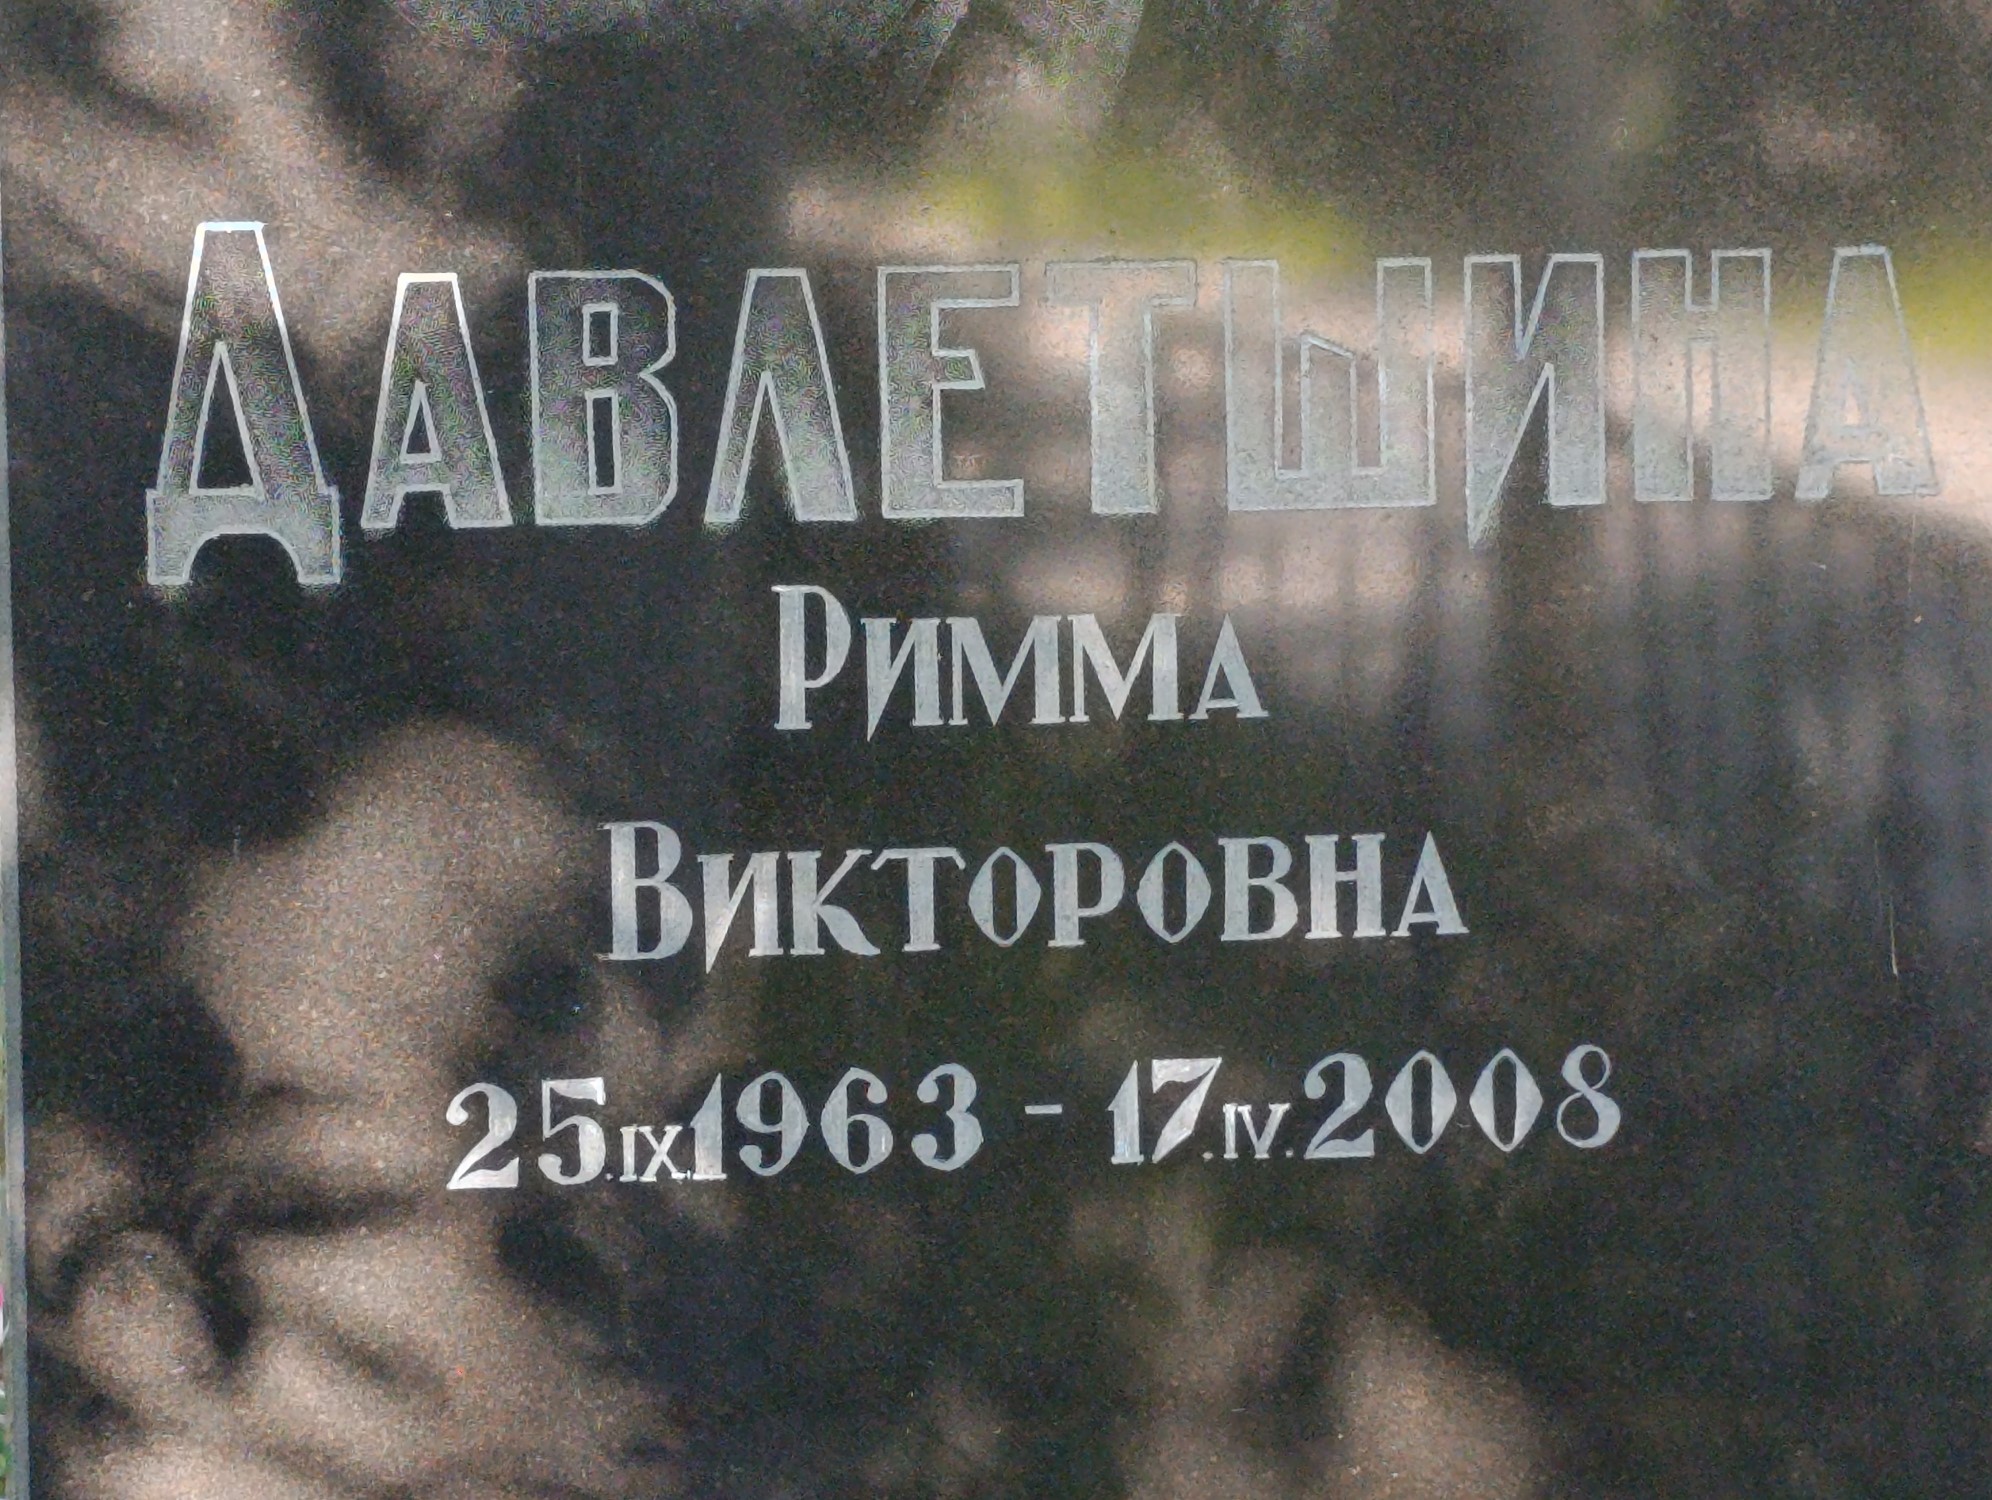 ДАВЛЕТШИНА
РИММА
ВИКТОРОВНА
25.IX.1963 - 17.IV.2008